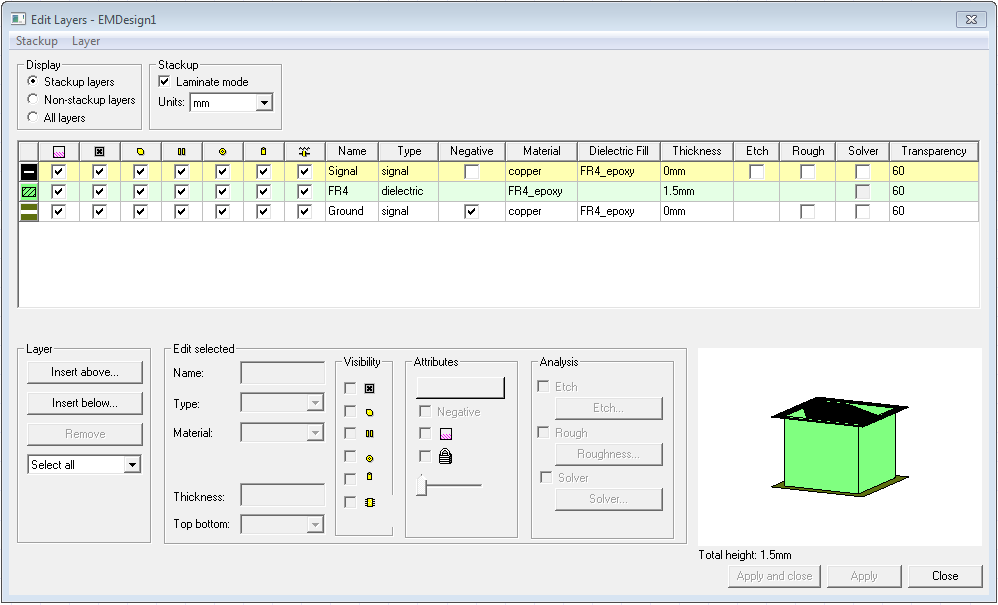 Edit Layers - EMDesign1
Stackup Layer
Display Stackup
Stackup layers Laminate mode
Non-stackup layers Units: mm
All layers
Name Type Negative Material Dielectric Fill Thickness Etch Rough Solver Transparency
Signal signal copper FR4_epoxy 0mm 60
FR4 dielectric FR4_epoxy 1.5mm 60
Ground signal copper FR4_epoxy 0mm 60
Layer
Insert above...
Insert below...
Remove
Select all
Edit selected
Name:
Type:
Material:
Thickness:
Top bottom:
Visibility
Attributes
Negative
Analysis
Etch
Etch...
Rough
Roughness...
Solver
Solver...
Total height: 1.5mm
Apply and close Apply Close